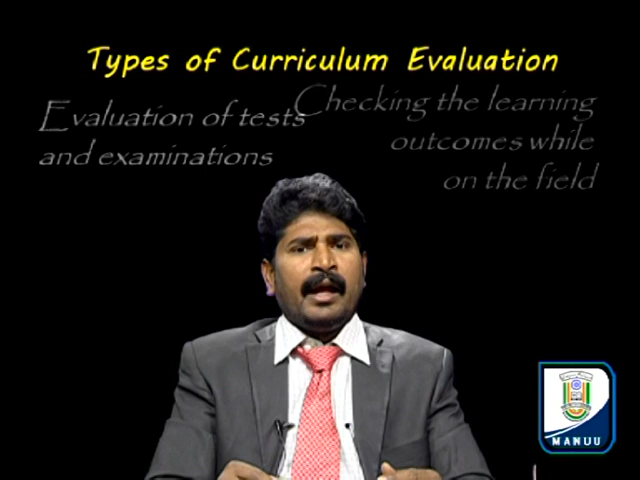 Types of Curriculum Evaluation
Evaluation of tests
and examinations
Checking the learning
outcomes while
on the field
MANUU